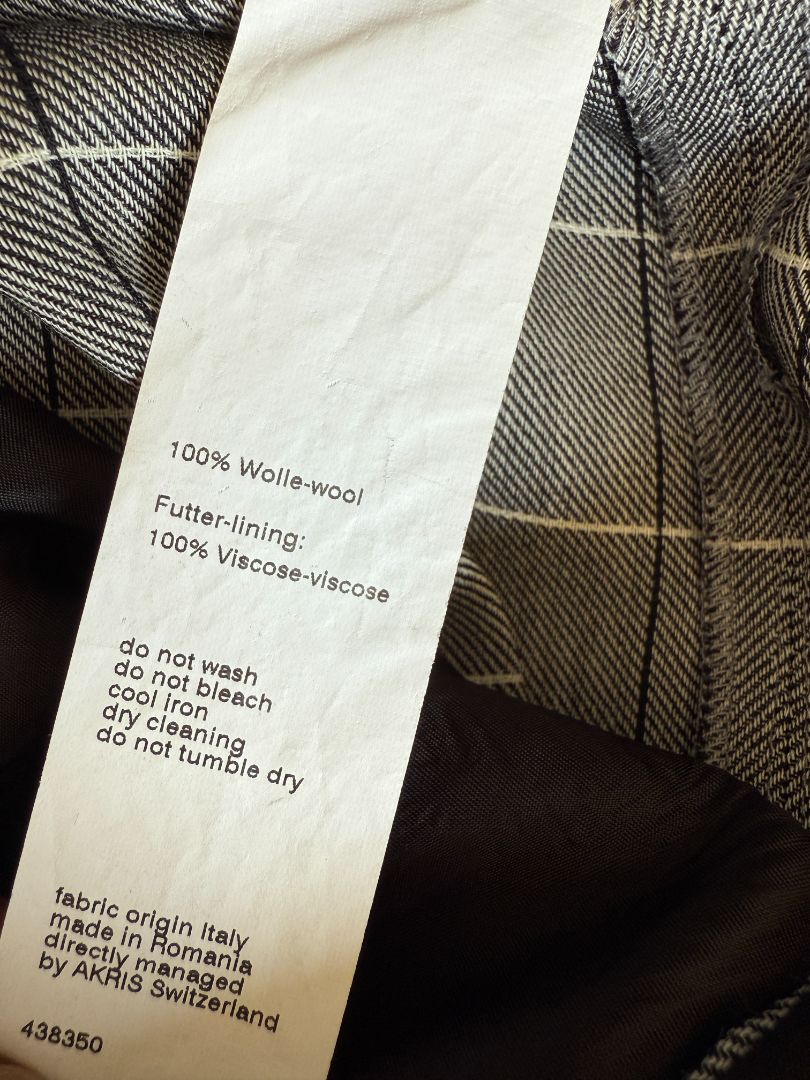 100% Wolle-wool
Futter-lining:
100% Viscose-viscose
do not wash
do not bleach
cool iron
dry cleaning
do not tumble dry
fabric origin Italy
made in Romania
directly managed
by AKRIS Switzerland
438350